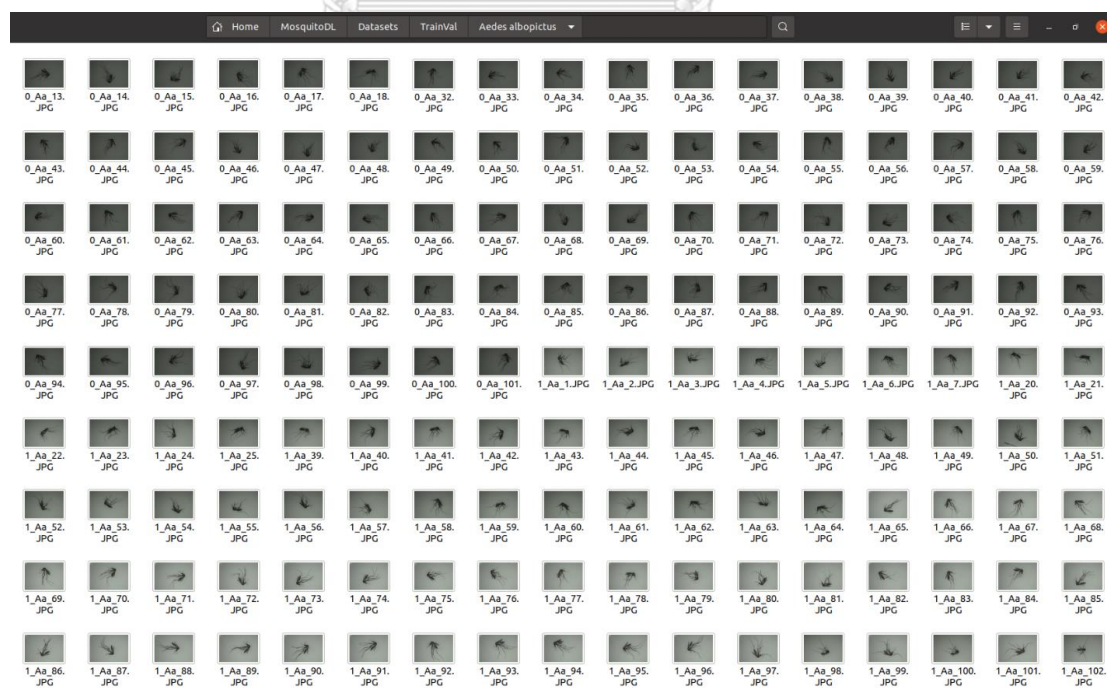 Home MosquitoDL Datasets TrainVal Aedes albopictus
0_Aa_13. 0_Aa_14. 0_Aa_15. 0_Aa_16. 0_Aa_17. 0_Aa_18. 0_Aa_32. 0_Aa_33. 0_Aa_34. 0_Aa_35. 0_Aa_36. 0_Aa_37. 0_Aa_38. 0_Aa_39. 0_Aa_40. 0_Aa_41. 0_Aa_42.
JPG JPG JPG JPG JPG JPG JPG JPG JPG JPG JPG JPG JPG JPG JPG JPG JPG
0_Aa_43. 0_Aa_44. 0_Aa_45. 0_Aa_46. 0_Aa_47. 0_Aa_48. 0_Aa_49. 0_Aa_50. 0_Aa_51. 0_Aa_52. 0_Aa_53. 0_Aa_54. 0_Aa_55. 0_Aa_56. 0_Aa_57. 0_Aa_58. 0_Aa_59.
JPG JPG JPG JPG JPG JPG JPG JPG JPG JPG JPG JPG JPG JPG JPG JPG JPG
0_Aa_60. 0_Aa_61. 0_Aa_62. 0_Aa_63. 0_Aa_64. 0_Aa_65. 0_Aa_66. 0_Aa_67. 0_Aa_68. 0_Aa_69. 0_Aa_70. 0_Aa_71. 0_Aa_72. 0_Aa_73. 0_Aa_74. 0_Aa_75. 0_Aa_76.
JPG JPG JPG JPG JPG JPG JPG JPG JPG JPG JPG JPG JPG JPG JPG JPG JPG
0_Aa_77. 0_Aa_78. 0_Aa_79. 0_Aa_80. 0_Aa_81. 0_Aa_82. 0_Aa_83. 0_Aa_84. 0_Aa_85. 0_Aa_86. 0_Aa_87. 0_Aa_88. 0_Aa_89. 0_Aa_90. 0_Aa_91. 0_Aa_92. 0_Aa_93.
JPG JPG JPG JPG JPG JPG JPG JPG JPG JPG JPG JPG JPG JPG JPG JPG JPG
0_Aa_94. 0_Aa_95. 0_Aa_96. 0_Aa_97. 0_Aa_98. 0_Aa_99. 0_Aa_100. 0_Aa_101. 1_Aa_1.JPG 1_Aa_2.JPG 1_Aa_3.JPG 1_Aa_4.JPG 1_Aa_5.JPG 1_Aa_6.JPG 1_Aa_7.JPG 1_Aa_20. 1_Aa_21.
JPG JPG JPG JPG JPG JPG JPG JPG JPG JPG
1_Aa_22. 1_Aa_23. 1_Aa_24. 1_Aa_25. 1_Aa_39. 1_Aa_40. 1_Aa_41. 1_Aa_42. 1_Aa_43. 1_Aa_44. 1_Aa_45. 1_Aa_46. 1_Aa_47. 1_Aa_48. 1_Aa_49. 1_Aa_50. 1_Aa_51.
JPG JPG JPG JPG JPG JPG JPG JPG JPG JPG JPG JPG JPG JPG JPG JPG JPG
1_Aa_52. 1_Aa_53. 1_Aa_54. 1_Aa_55. 1_Aa_56. 1_Aa_57. 1_Aa_58. 1_Aa_59. 1_Aa_60. 1_Aa_61. 1_Aa_62. 1_Aa_63. 1_Aa_64. 1_Aa_65. 1_Aa_66. 1_Aa_67. 1_Aa_68.
JPG JPG JPG JPG JPG JPG JPG JPG JPG JPG JPG JPG JPG JPG JPG JPG JPG
1_Aa_69. 1_Aa_70. 1_Aa_71. 1_Aa_72. 1_Aa_73. 1_Aa_74. 1_Aa_75. 1_Aa_76. 1_Aa_77. 1_Aa_78. 1_Aa_79. 1_Aa_80. 1_Aa_81. 1_Aa_82. 1_Aa_83. 1_Aa_84. 1_Aa_85.
JPG JPG JPG JPG JPG JPG JPG JPG JPG JPG JPG JPG JPG JPG JPG JPG JPG
1_Aa_86. 1_Aa_87. 1_Aa_88. 1_Aa_89. 1_Aa_90. 1_Aa_91. 1_Aa_92. 1_Aa_93. 1_Aa_94. 1_Aa_95. 1_Aa_96. 1_Aa_97. 1_Aa_98. 1_Aa_99. 1_Aa_100. 1_Aa_101. 1_Aa_102.
JPG JPG JPG JPG JPG JPG JPG JPG JPG JPG JPG JPG JPG JPG JPG JPG JPG